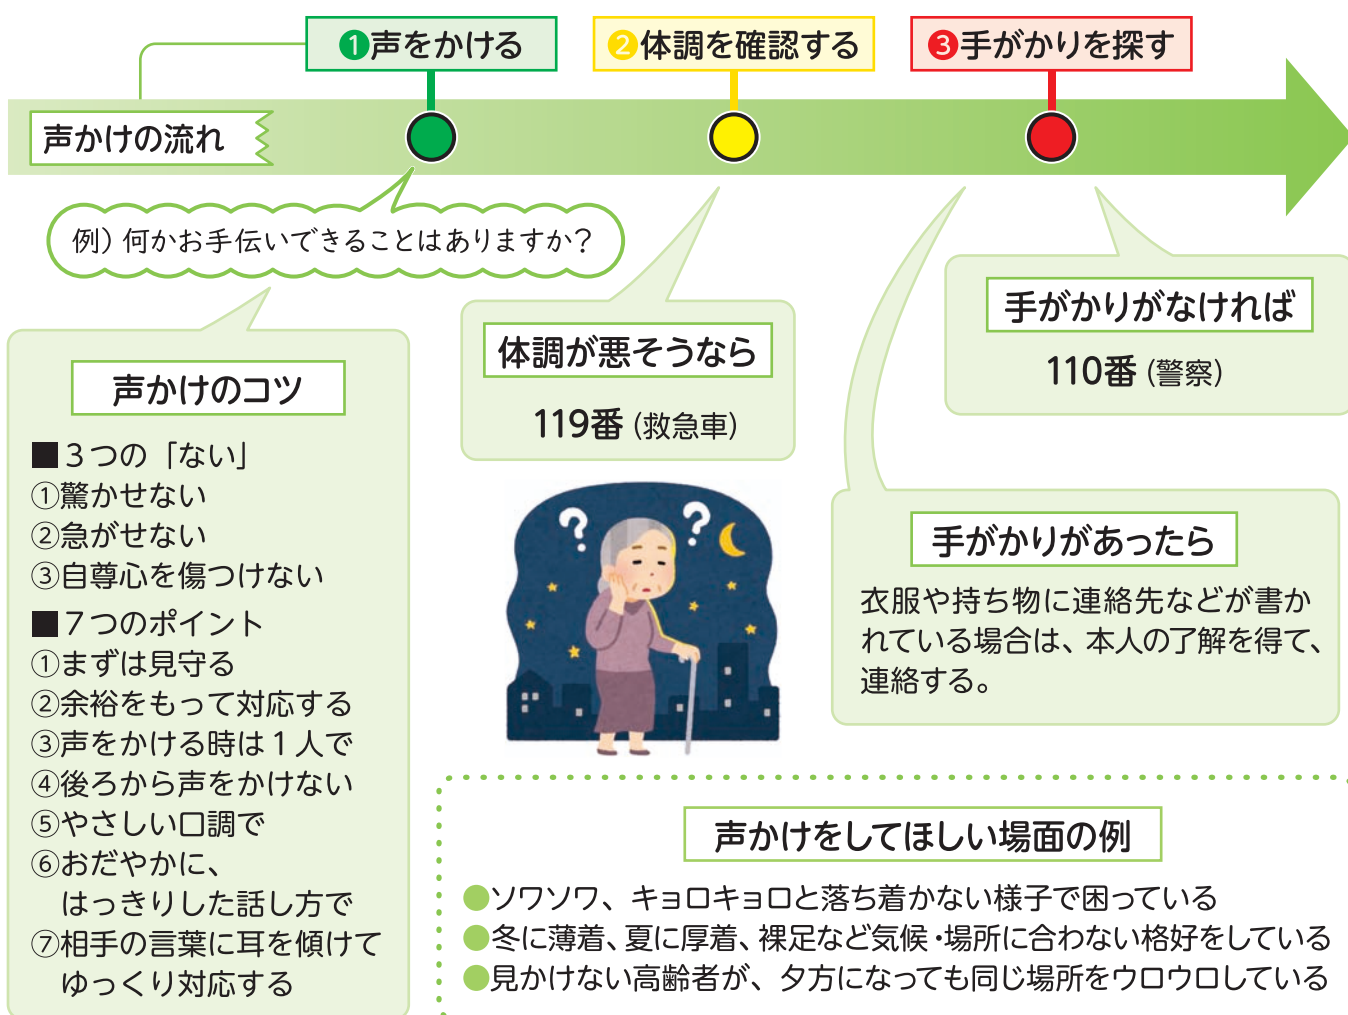 ❶声をかける
❷体調を確認する
❸手がかりを探す
声かけの流れ
例）何かお手伝いできることはありますか？
声かけのコツ
■３つの「ない」
①驚かせない
②急がせない
③自尊心を傷つけない
■７つのポイント
①まずは見守る
②余裕をもって対応する
③声をかける時は１人で
④後ろから声をかけない
⑤やさしい口調で
⑥おだやかに、
はっきりした話し方で
⑦相手の言葉に耳を傾けて
ゆっくり対応する
体調が悪そうなら
119番（救急車）
手がかりがなければ
110番（警察）
? ?
手がかりがあったら
衣服や持ち物に連絡先などが書か
れている場合は、本人の了解を得て、
連絡する。
声かけをしてほしい場面の例
●ソワソワ、キョロキョロと落ち着かない様子で困っている
●冬に薄着、夏に厚着、裸足など気候・場所に合わない格好をしている
●見かけない高齢者が、夕方になっても同じ場所をウロウロしている